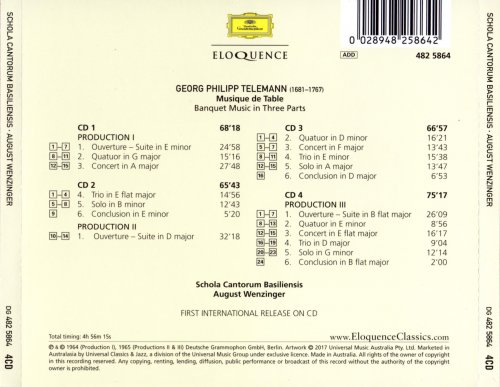 SCHOLA CANTORUM BASILIENSIS · AUGUST WENZINGER
DG 482 5864
4CD
Deutsche Grammophon
ELOQUENCE
0 028948 258642
ADD 482 5864
GEORG PHILIPP TELEMANN (1681–1767)
Musique de Table
Banquet Music in Three Parts
CD 1 68'18
PRODUCTION I
1–7 1. Ouverture – Suite in E minor 24'58
8–11 2. Quatuor in G major 15'16
12–15 3. Concert in A major 27'48
CD 2 65'43
1–4 4. Trio in E flat major 14'56
5–8 5. Solo in B minor 12'43
9 6. Conclusion in E minor 5'20
PRODUCTION II
10–14 1. Ouverture – Suite in D major 32'18
CD 3 66'57
1–4 2. Quatuor in D minor 16'21
5–7 3. Concert in F major 13'43
8–11 4. Trio in E minor 15'38
12–15 5. Solo in A major 13'47
16 6. Conclusion in D major 6'53
CD 4 75'17
PRODUCTION III
1–7 1. Ouverture – Suite in B flat major 26'09
8–11 2. Quatuor in E minor 8'56
12–15 3. Concert in E flat major 16'17
16–19 4. Trio in D major 9'04
20–23 5. Solo in G minor 12'14
24 6. Conclusion in B flat major 2'00
Schola Cantorum Basiliensis
August Wenzinger
FIRST INTERNATIONAL RELEASE ON CD
Total timing: 4h 56m 15s
www.EloquenceClassics.com
℗ & © 1964 (Production I), 1965 (Productions II & III) Deutsche Grammophon GmbH, Berlin. Artwork © 2017 Universal Music Australia Pty. Ltd. Marketed in
Australasia by Universal Classics & Jazz, a division of the Universal Music Group under exclusive licence. Made in Australia. All rights of the owner of copyright
in this recording reserved. Any copying, renting, lending, diffusion, public performance or broadcast of this record without the authority of the copyright
owner is prohibited.
SCHOLA CANTORUM BASILIENSIS · AUGUST WENZINGER
DG 482 5864
4CD